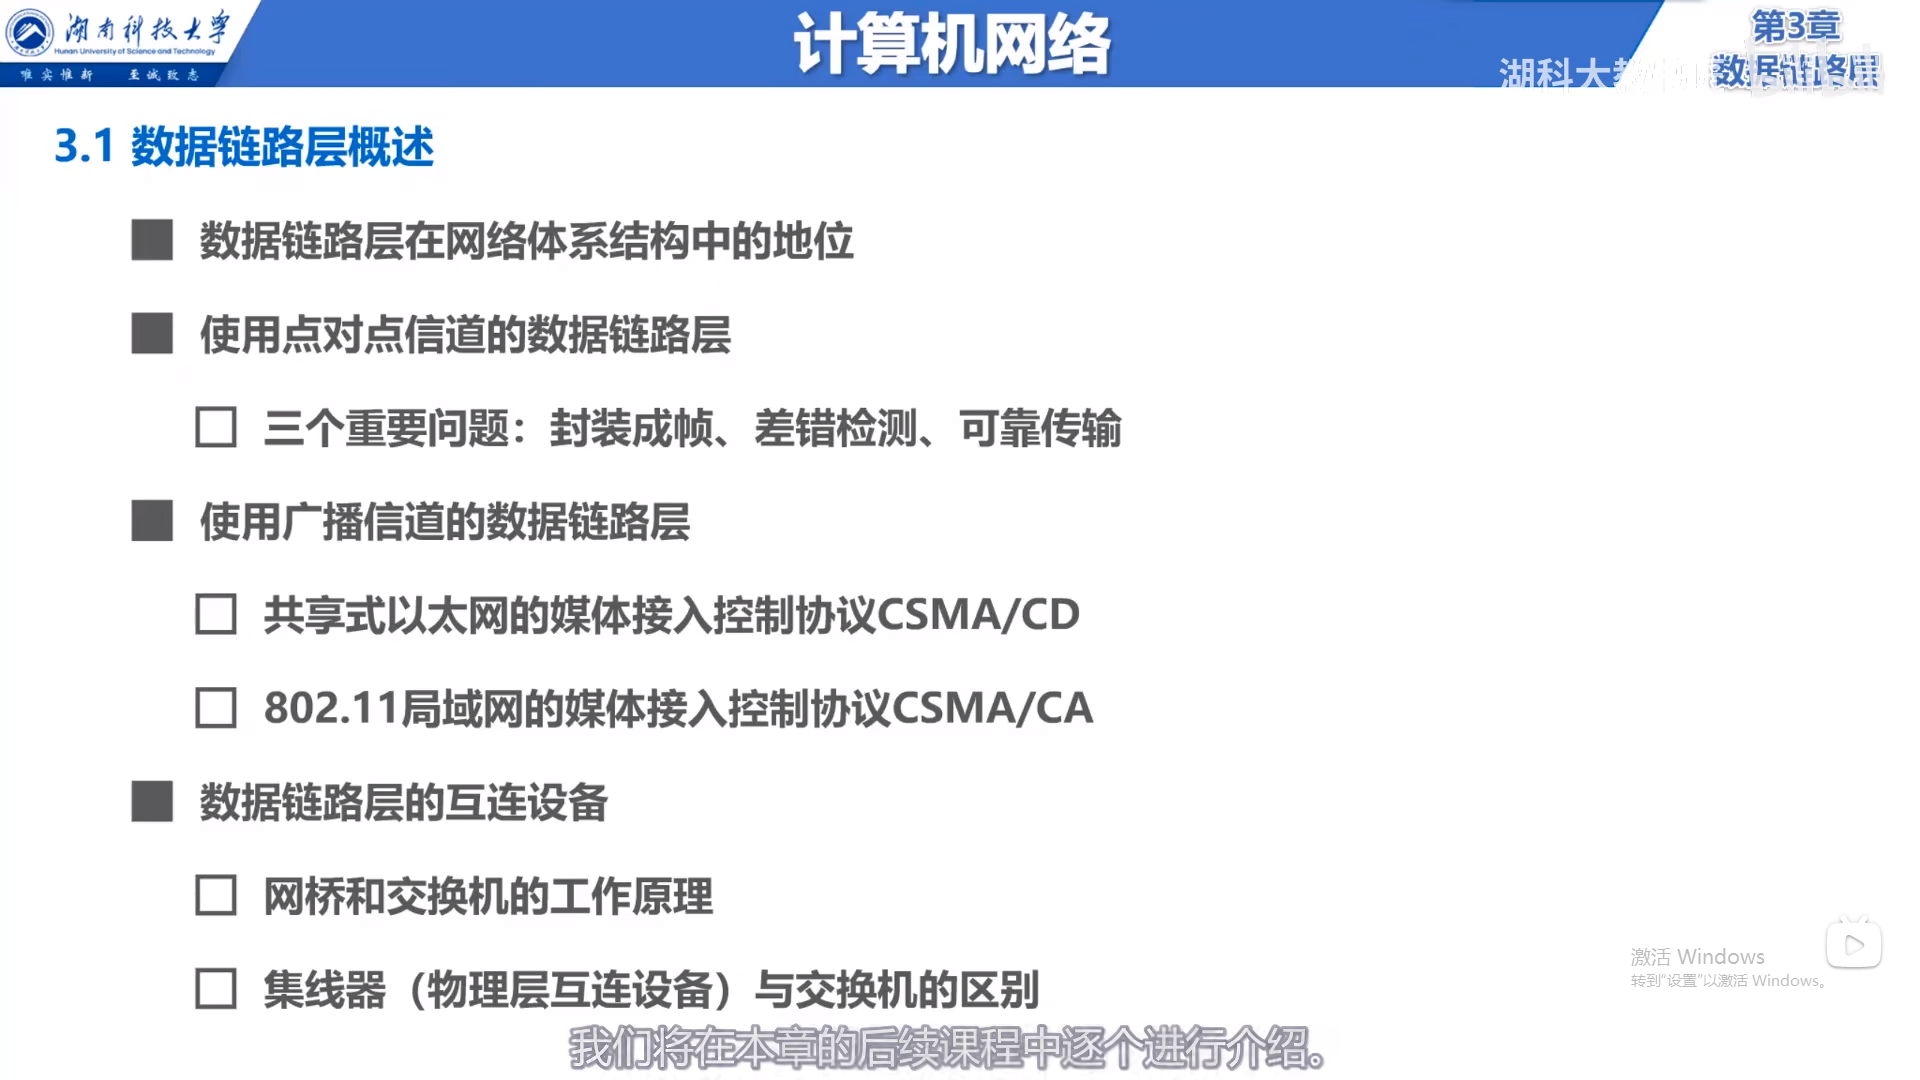 湖南科技大学
Hunan University of Science and Technology
唯实惟新 至诚致志
计算机网络
第3章
数据链路层
湖科大教
3.1 数据链路层概述
数据链路层在网络体系结构中的地位
使用点对点信道的数据链路层
三个重要问题：封装成帧、差错检测、可靠传输
使用广播信道的数据链路层
共享式以太网的媒体接入控制协议CSMA/CD
802.11局域网的媒体接入控制协议CSMA/CA
数据链路层的互连设备
网桥和交换机的工作原理
集线器（物理层互连设备）与交换机的区别
激活 Windows
转到“设置”以激活 Windows。
我们将在本章的后续课程中逐个进行介绍。